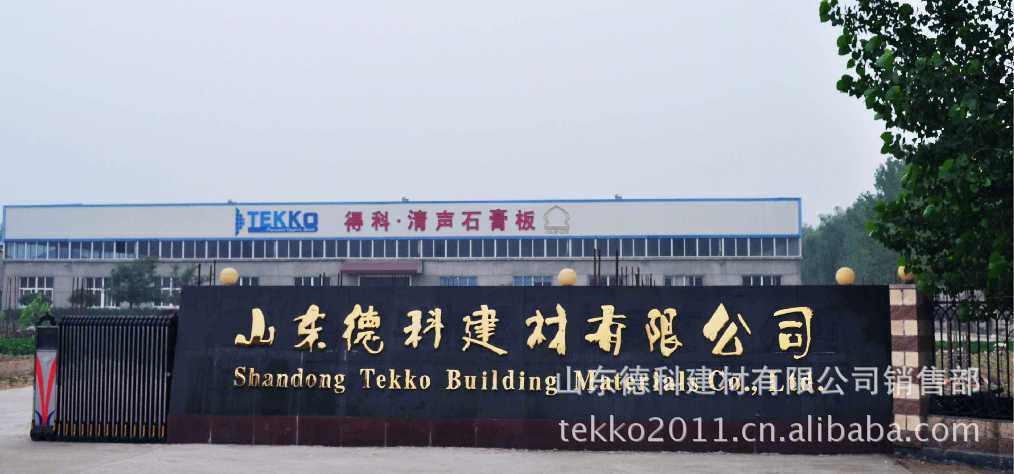 TEKKO 得科·清声石膏板
山东德科建材有限公司
Shandong Tekko Building Materials Co., Ltd.
山东德科建材有限公司销售部
tekko2011.cn.alibaba.com